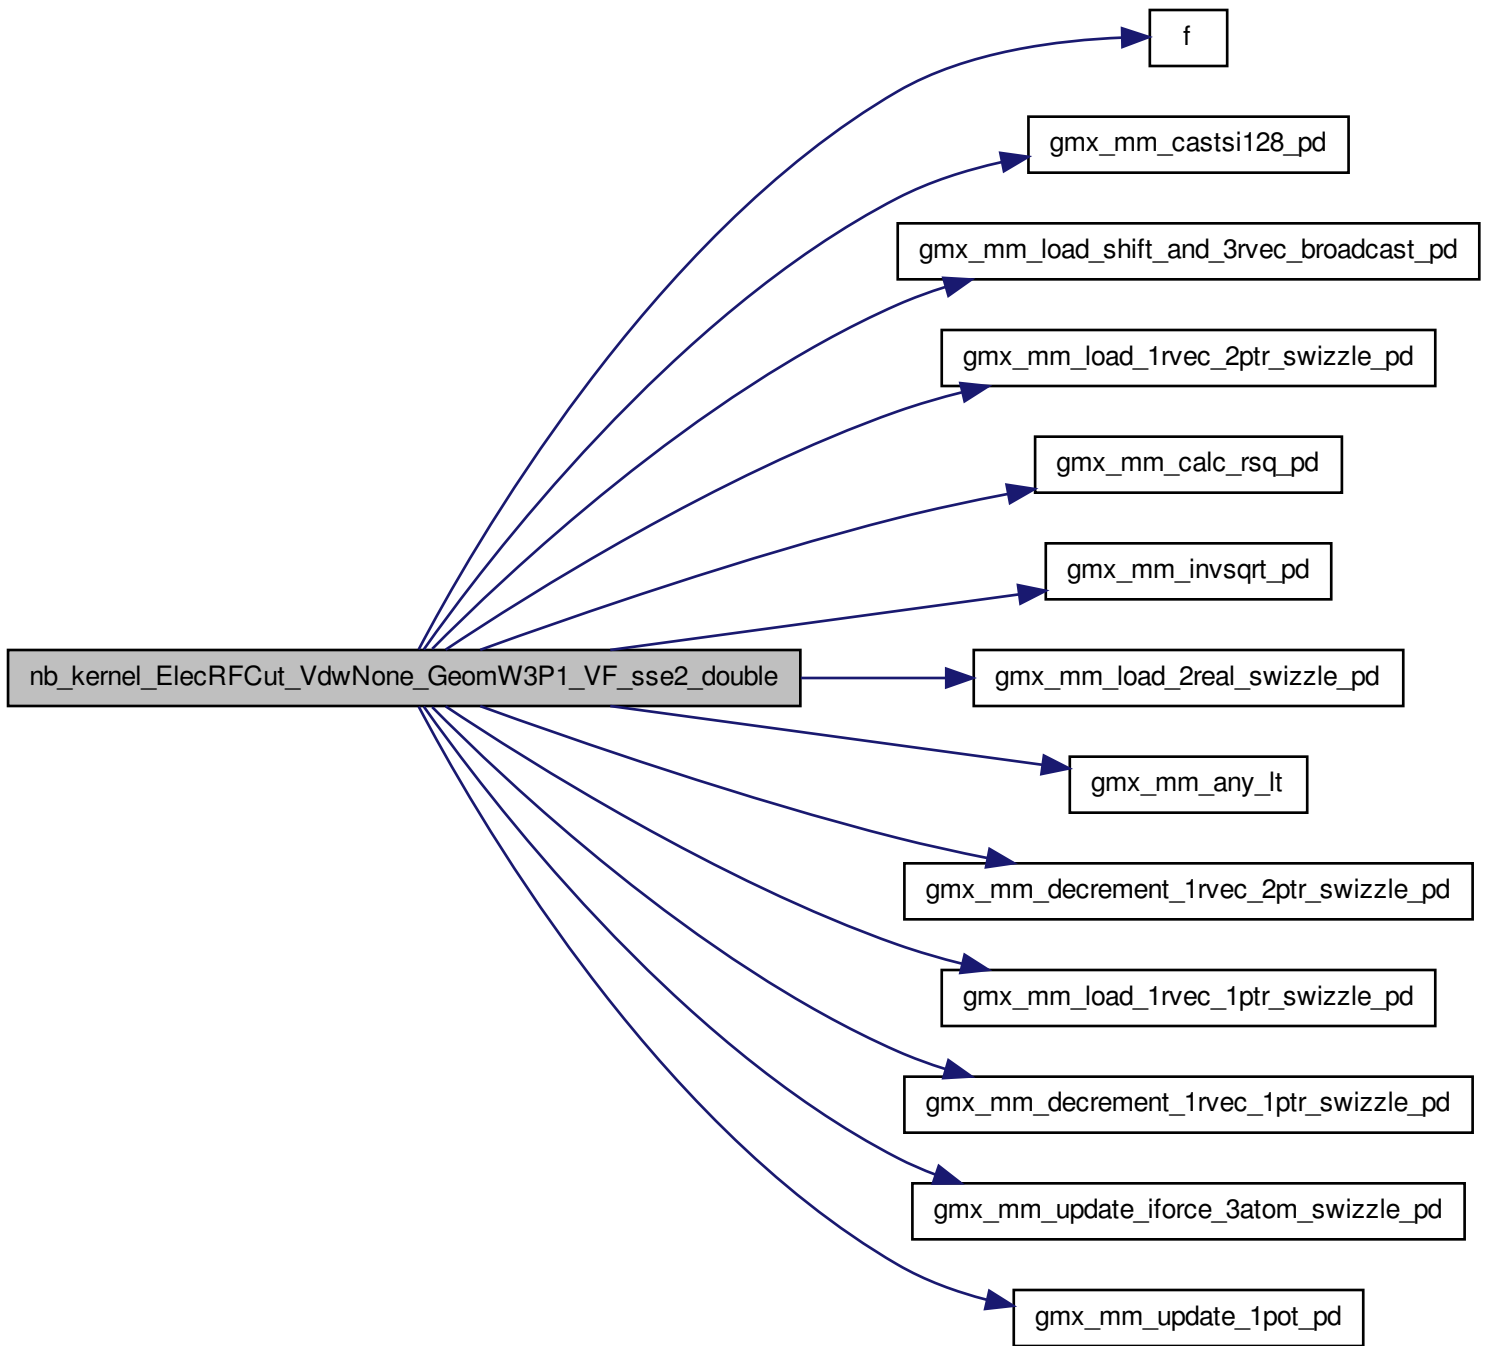 f
gmx_mm_castsi128_pd
gmx_mm_load_shift_and_3rvec_broadcast_pd
gmx_mm_load_1rvec_2ptr_swizzle_pd
gmx_mm_calc_rsq_pd
gmx_mm_invsqrt_pd
nb_kernel_ElecRFCut_VdwNone_GeomW3P1_VF_sse2_double
gmx_mm_load_2real_swizzle_pd
gmx_mm_any_lt
gmx_mm_decrement_1rvec_2ptr_swizzle_pd
gmx_mm_load_1rvec_1ptr_swizzle_pd
gmx_mm_decrement_1rvec_1ptr_swizzle_pd
gmx_mm_update_iforce_3atom_swizzle_pd
gmx_mm_update_1pot_pd